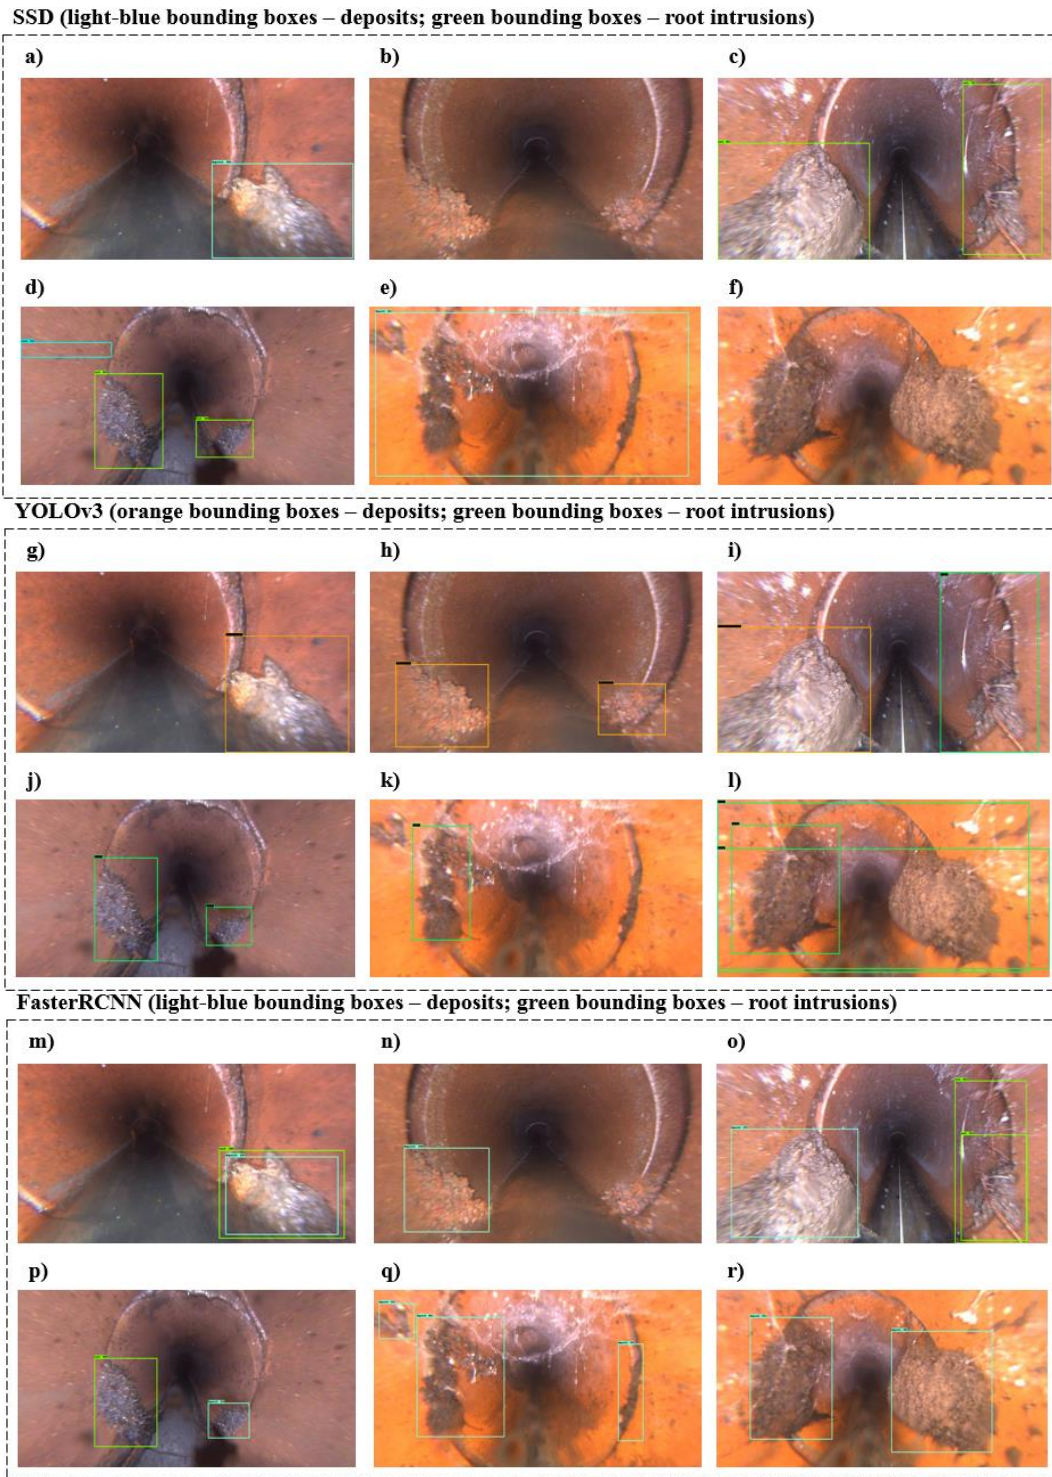 SSD (light-blue bounding boxes – deposits; green bounding boxes – root intrusions)
a) b) c)
d) e) f)
YOLOv3 (orange bounding boxes – deposits; green bounding boxes – root intrusions)
g) h) i)
j) k) l)
FasterRCNN (light-blue bounding boxes – deposits; green bounding boxes – root intrusions)
m) n) o)
p) q) r)